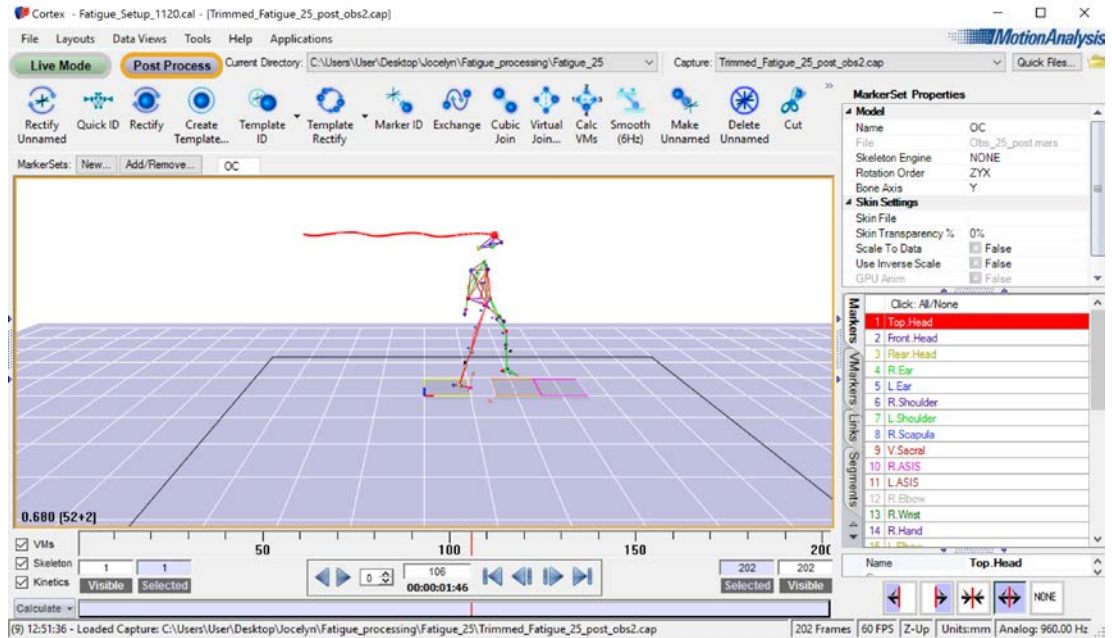 Cortex - Fatigue_Setup_1120.cal - [Trimmed_Fatigue_25_post_obs2.cap]
File Layouts Data Views Tools Help Applications
MotionAnalysis
Live Mode Post Process Current Directory: C:\Users\User\Desktop\Jocelyn\Fatigue_processing\Fatigue_25 Capture: Trimmed_Fatigue_25_post_obs2.cap Quick Files...
Rectify Unnamed
Quick ID
Rectify
Create Template...
Template ID
Template Rectify
Marker ID
Exchange
Cubic Join
Virtual Join...
Calc VMs
Smooth (6Hz)
Make Unnamed
Delete Unnamed
Cut
MarkerSets: New... Add/Remove... OC
MarkerSet Properties
Model
Name OC
File Obs_25_post.mars
Skeleton Engine NONE
Rotation Order ZYX
Bone Axis Y
Skin Settings
Skin File
Skin Transparency % 0%
Scale To Data False
Use Inverse Scale False
GPU Anim False
Markers
VMarkers
Links
Segments
Click: All/None
1 Top.Head
2 Front.Head
3 Rear.Head
4 R.Ear
5 L.Ear
6 R.Shoulder
7 L.Shoulder
8 R.Scapula
9 V.Sacral
10 R.ASIS
11 L.ASIS
12 R.Elbow
13 R.Wrist
14 R.Hand
15 L.Elbow
Name Top.Head
NONE
0.680 [52+2]
VMs
Skeleton
Kinetics
1 50 100 150 200
1 1
Visible Selected
0
106
00:00:01:46
202 202
Selected Visible
Calculate
(9) 12:51:36 - Loaded Capture: C:\Users\User\Desktop\Jocelyn\Fatigue_processing\Fatigue_25\Trimmed_Fatigue_25_post_obs2.cap
202 Frames 60 FPS Z-Up Units:mm Analog: 960.00 Hz